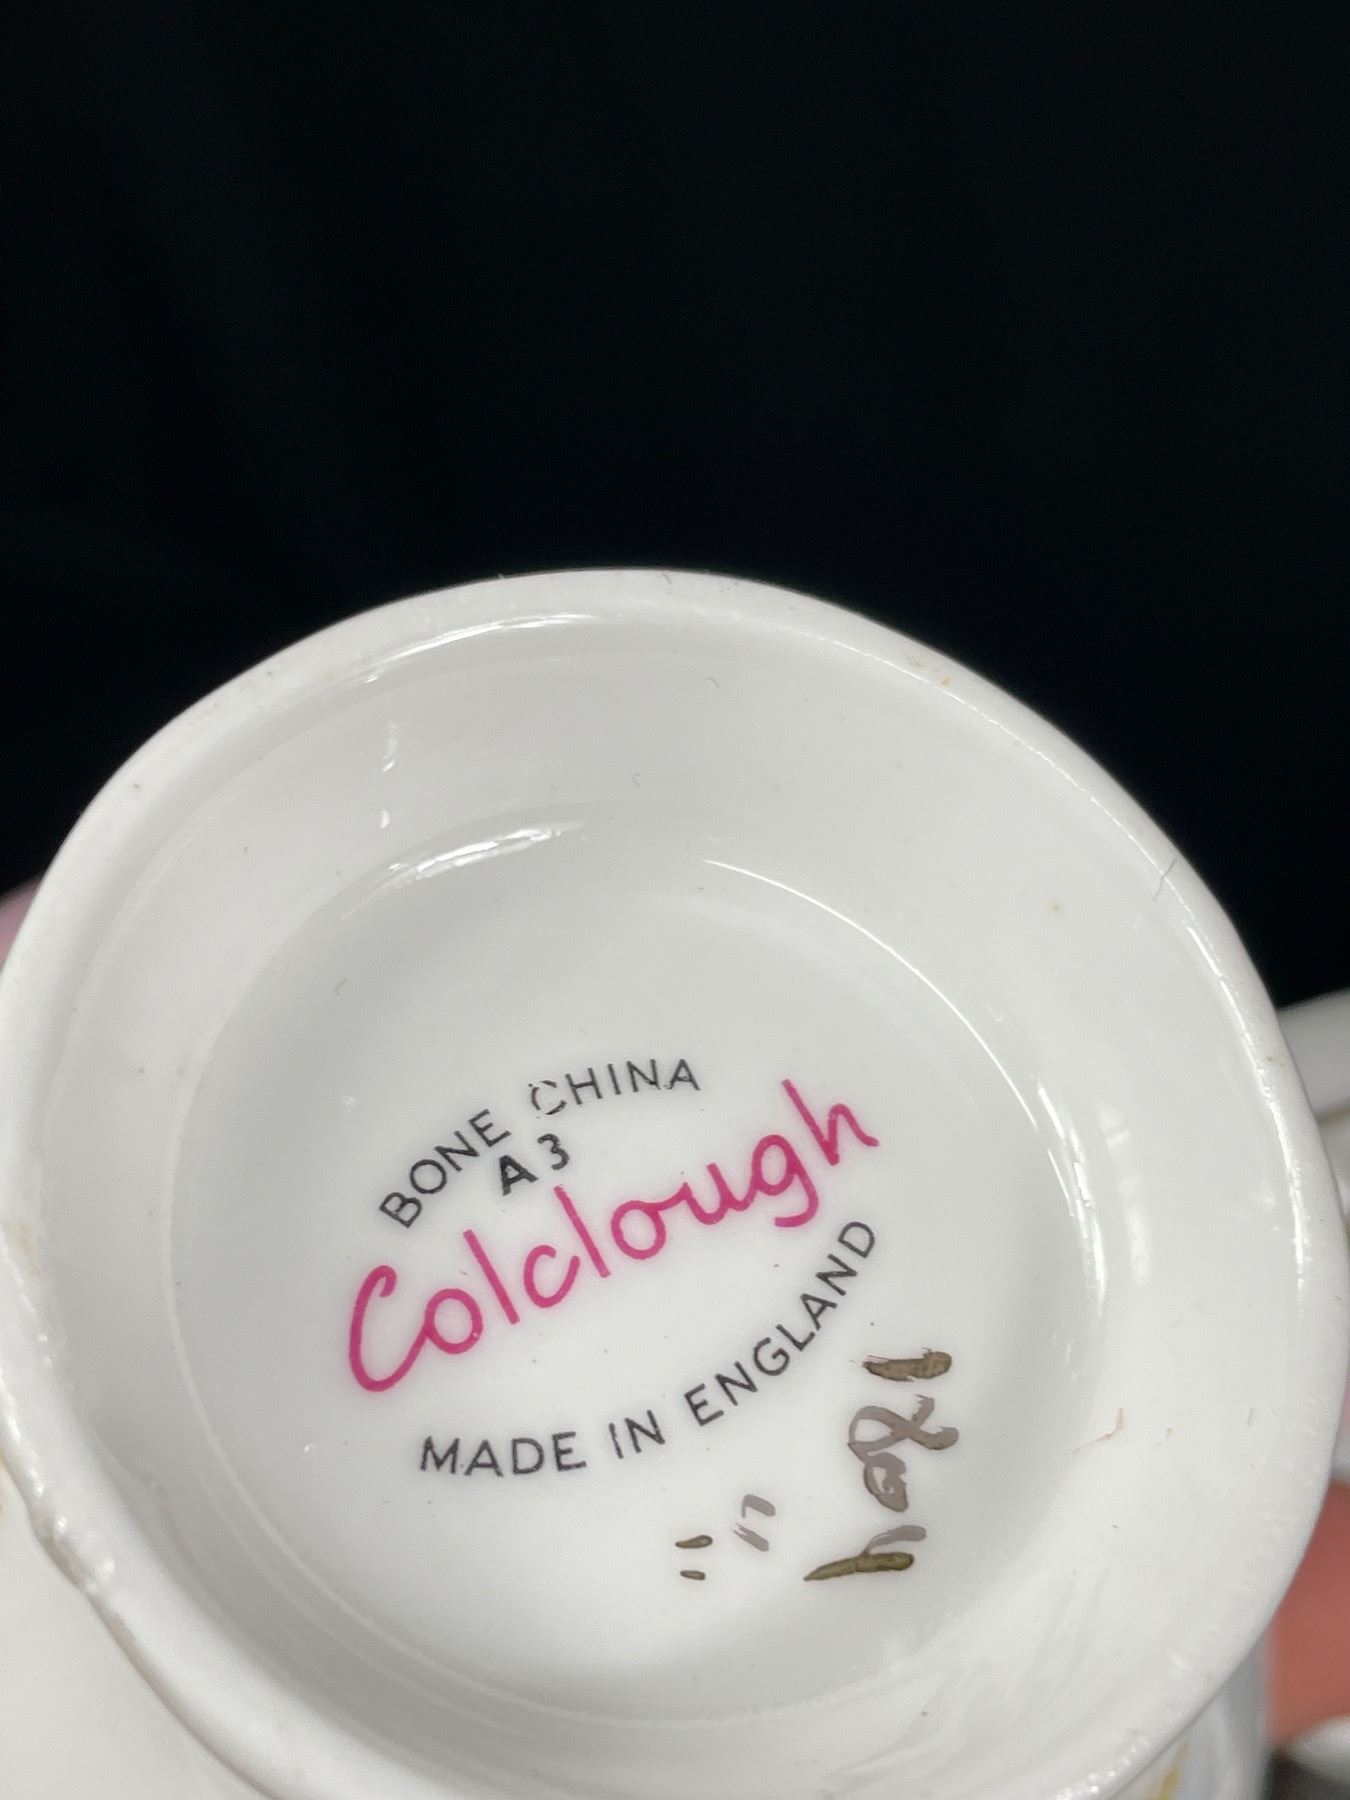 BONE CHINA
A3
Colclough
MADE IN ENGLAND